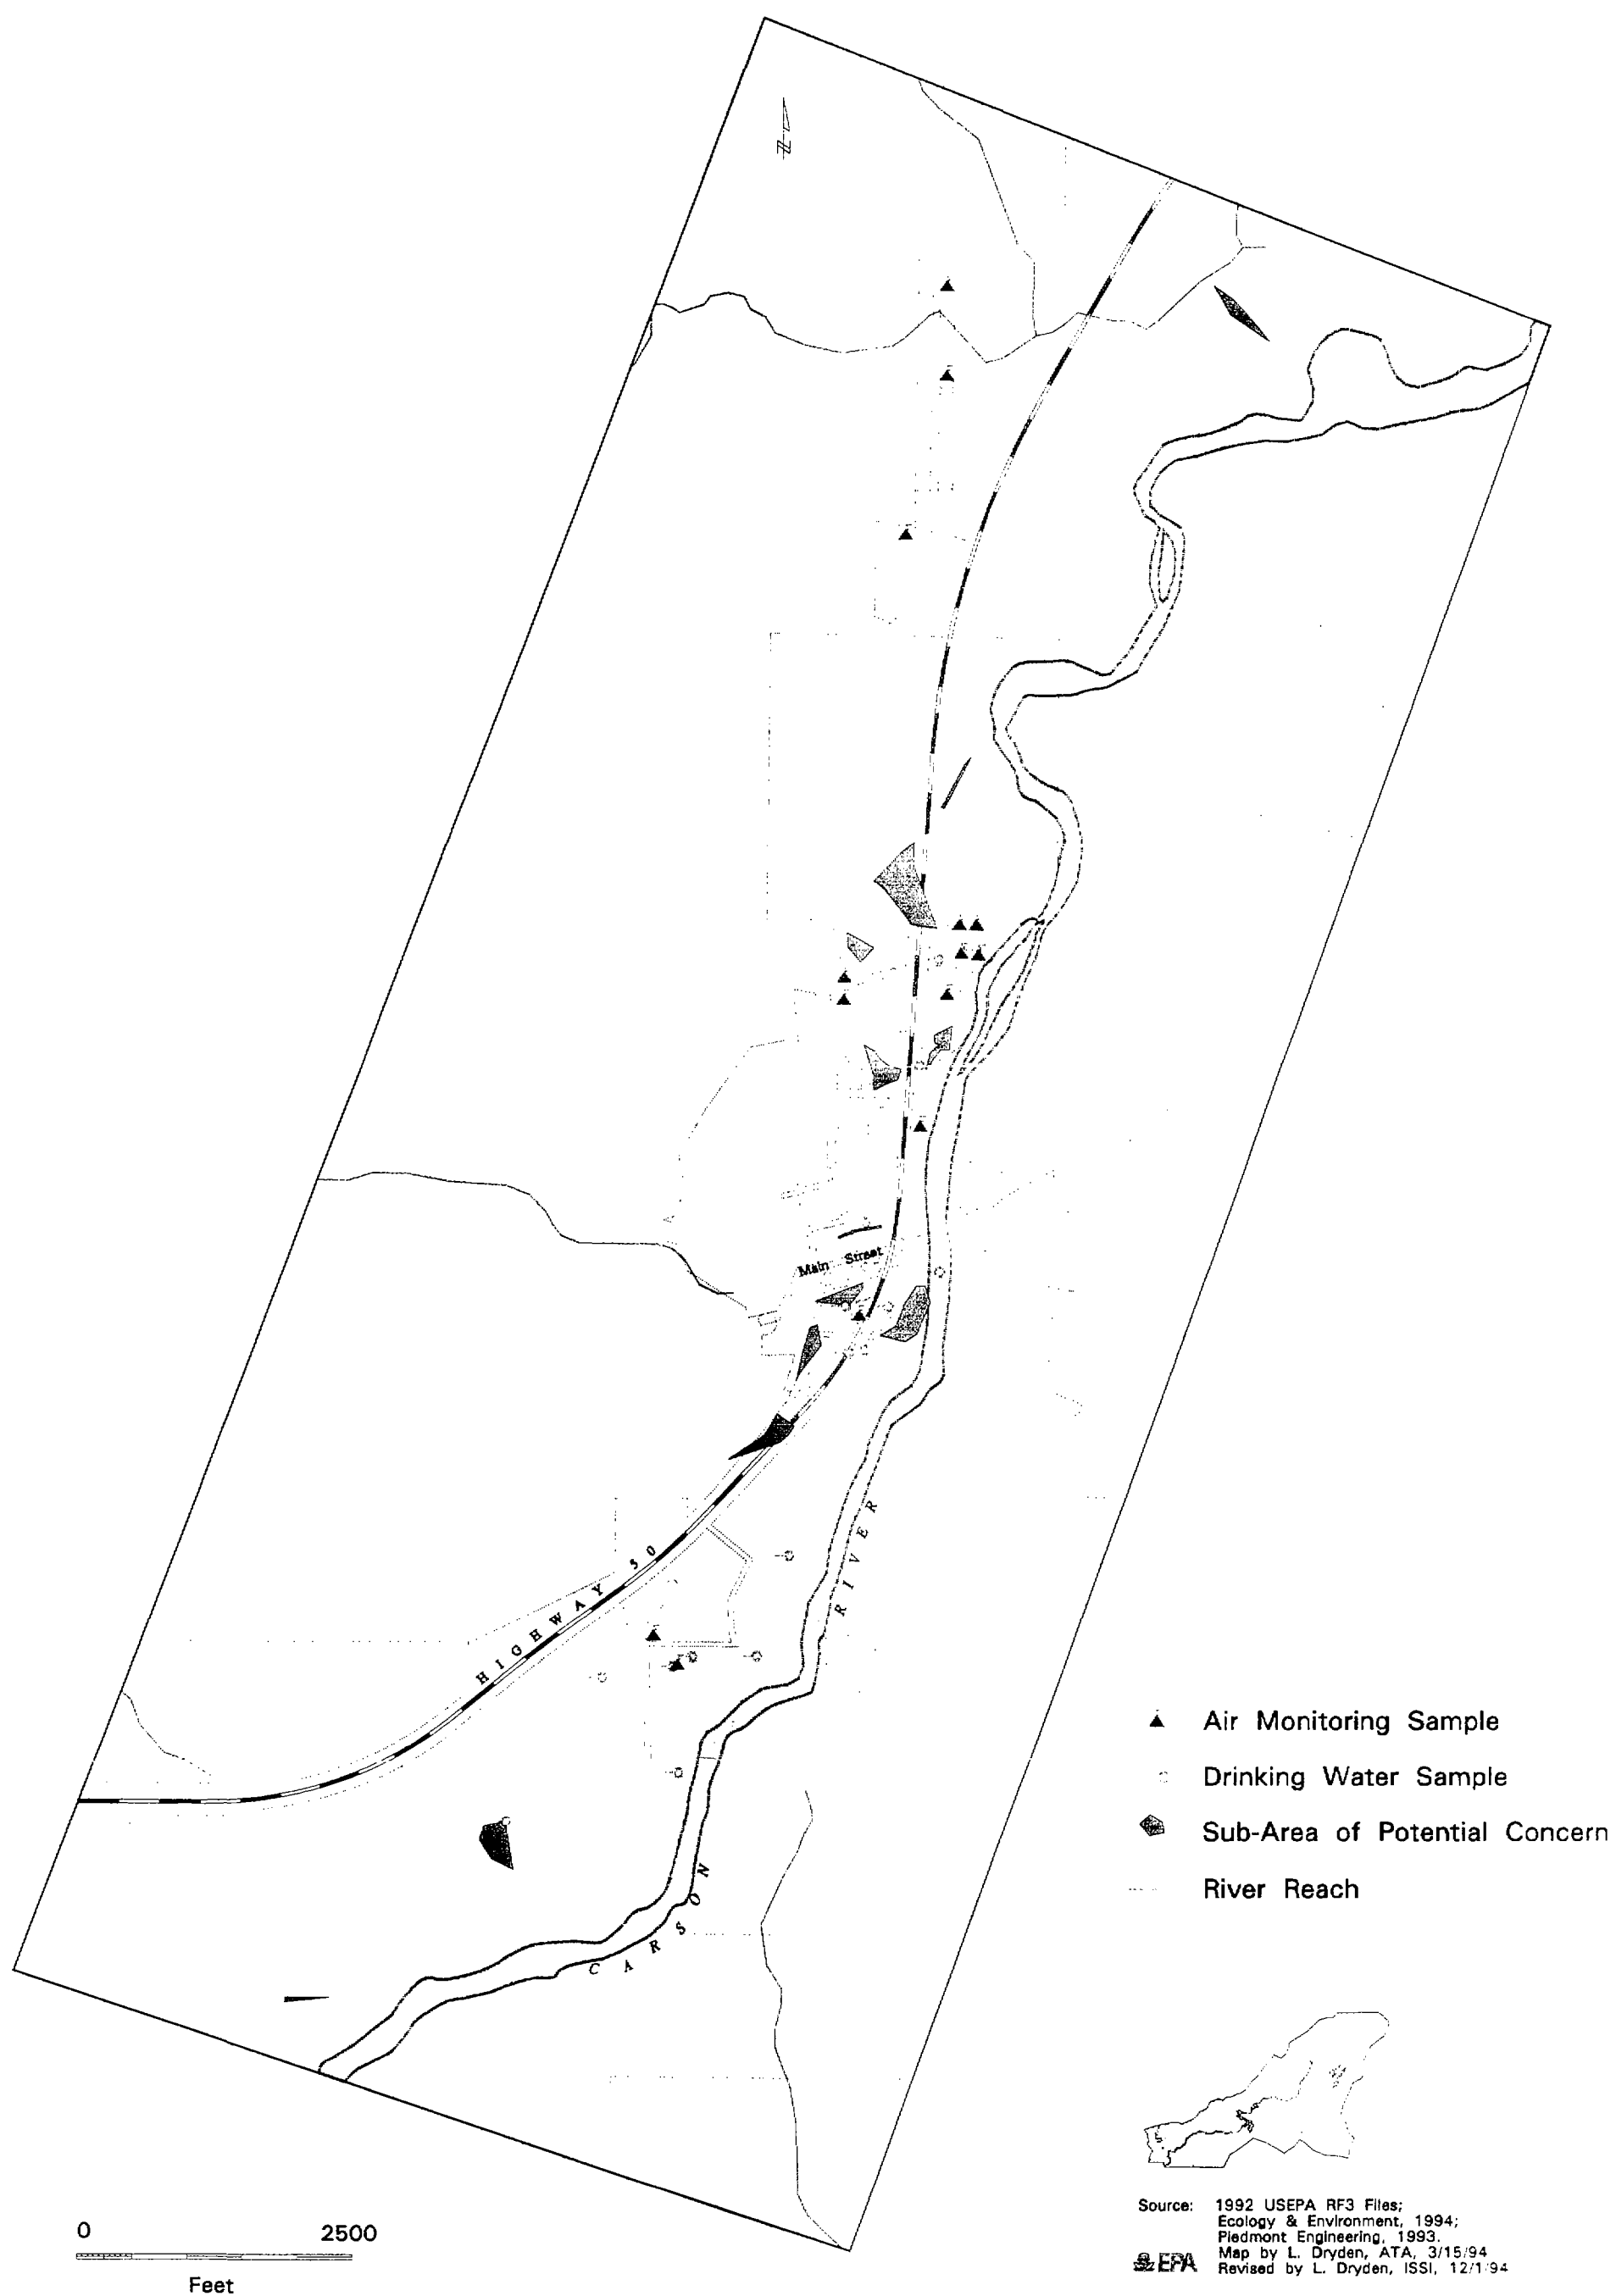 N
Main Street
HIGHWAY 50
RIVER
CARSON
Air Monitoring Sample
Drinking Water Sample
Sub-Area of Potential Concern
River Reach
0 2500
Feet
Source: 1992 USEPA RF3 Files;
Ecology & Environment, 1994;
Piedmont Engineering, 1993.
Map by L. Dryden, ATA, 3/15/94
Revised by L. Dryden, ISSI, 12/1/94
EPA